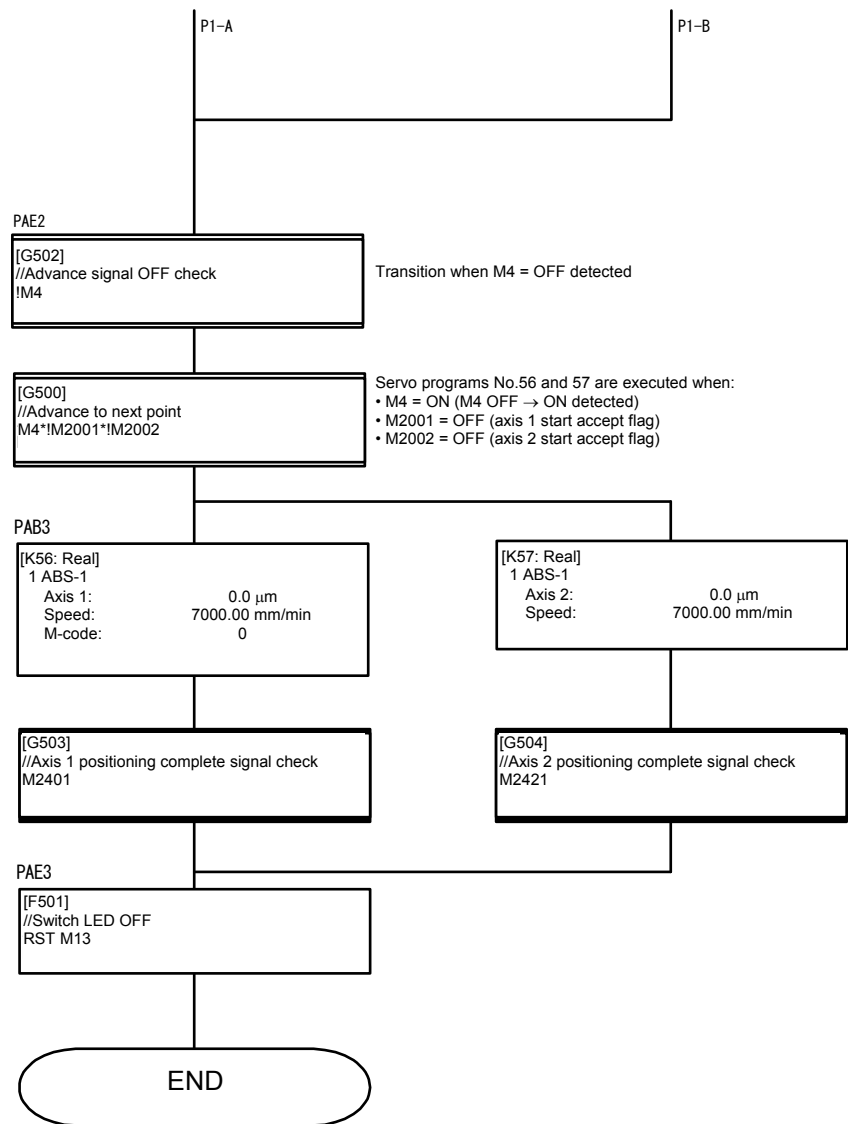 P1-A
P1-B
PAE2
[G502]
//Advance signal OFF check
!M4
Transition when M4 = OFF detected
[G500]
//Advance to next point
M4*!M2001*!M2002
Servo programs No.56 and 57 are executed when:
• M4 = ON (M4 OFF → ON detected)
• M2001 = OFF (axis 1 start accept flag)
• M2002 = OFF (axis 2 start accept flag)
PAB3
[K56: Real]
1 ABS-1
Axis 1: 0.0 μm
Speed: 7000.00 mm/min
M-code: 0
[K57: Real]
1 ABS-1
Axis 2: 0.0 μm
Speed: 7000.00 mm/min
[G503]
//Axis 1 positioning complete signal check
M2401
[G504]
//Axis 2 positioning complete signal check
M2421
PAE3
[F501]
//Switch LED OFF
RST M13
END